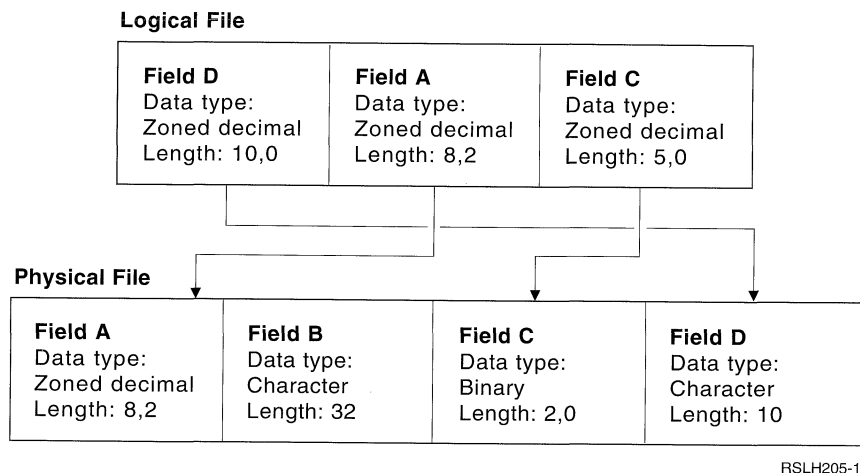 Logical File
Field D
Data type:
Zoned decimal
Length: 10,0
Field A
Data type:
Zoned decimal
Length: 8,2
Field C
Data type:
Zoned decimal
Length: 5,0
Physical File
Field A
Data type:
Zoned decimal
Length: 8,2
Field B
Data type:
Character
Length: 32
Field C
Data type:
Binary
Length: 2,0
Field D
Data type:
Character
Length: 10
RSLH205-1